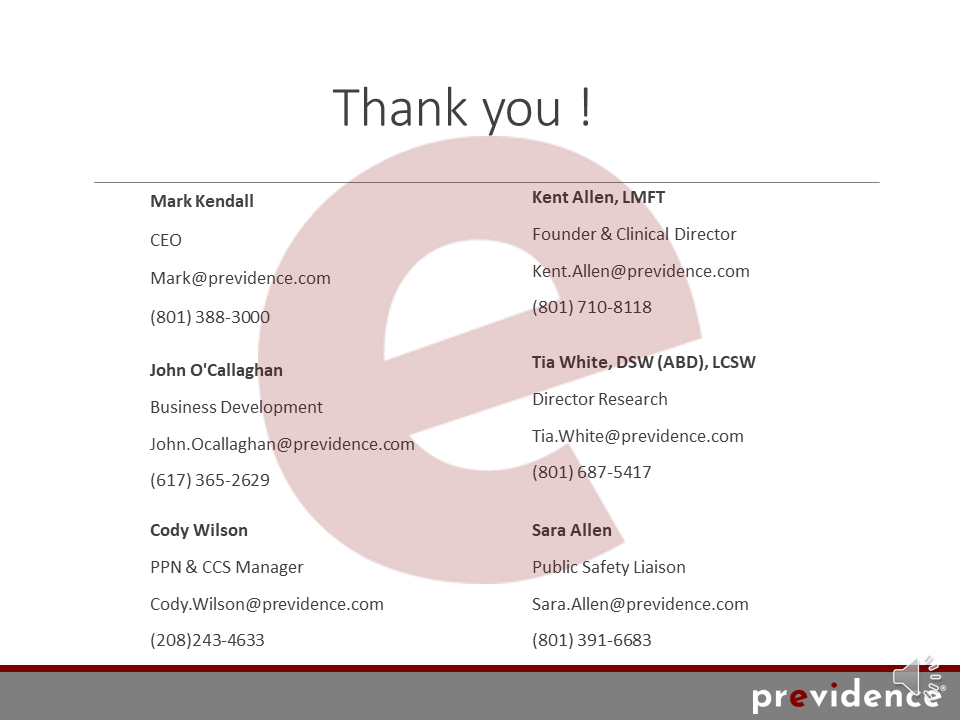 Thank you !
Mark Kendall
CEO
Mark@previdence.com
(801) 388-3000
John O'Callaghan
Business Development
John.Ocallaghan@previdence.com
(617) 365-2629
Cody Wilson
PPN & CCS Manager
Cody.Wilson@previdence.com
(208)243-4633
Kent Allen, LMFT
Founder & Clinical Director
Kent.Allen@previdence.com
(801) 710-8118
Tia White, DSW (ABD), LCSW
Director Research
Tia.White@previdence.com
(801) 687-5417
Sara Allen
Public Safety Liaison
Sara.Allen@previdence.com
(801) 391-6683
e
previdence®